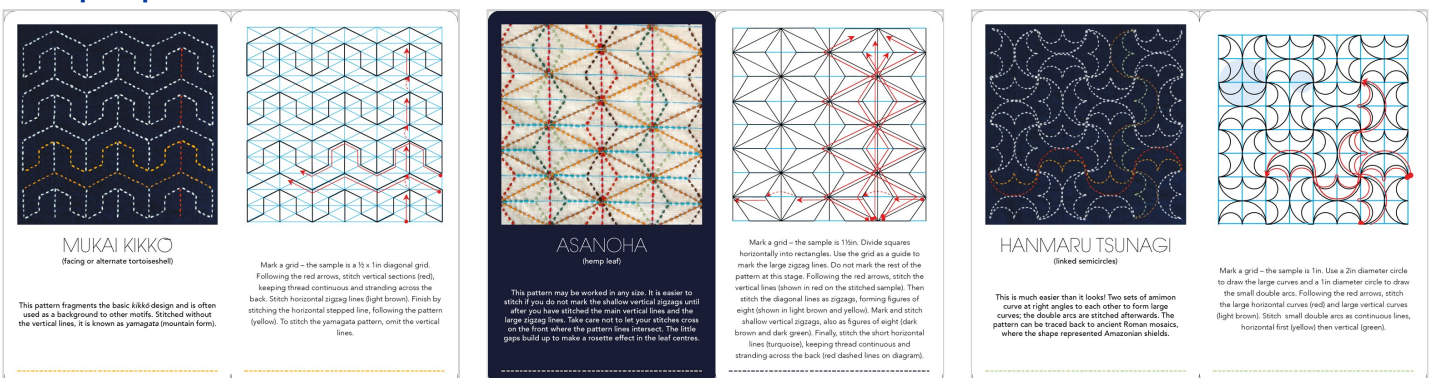 MUKAI KIKKŌ
(facing or alternate tortoiseshell)
This pattern fragments the basic kikkō design and is often
used as a background to other motifs. Stitched without
the vertical lines, it is known as yamagata (mountain form).
Mark a grid – the sample is a ½ x 1in diagonal grid.
Following the red arrows, stitch vertical sections (red),
keeping thread continuous and stranding across the
back. Stitch horizontal zigzag lines (light brown). Finish by
stitching the horizontal stepped line, following the pattern
(yellow). To stitch the yamagata pattern, omit the vertical
lines.
ASANOHA
(hemp leaf)
This pattern may be worked in any size. It is easier to
stitch if you do not mark the shallow vertical zigzags until
after you have stitched the main vertical lines and the
large zigzag lines. Take care not to let your stitches cross
on the front where the pattern lines intersect. The little
gaps build up to make a rosette effect in the leaf centres.
Mark a grid – the sample is 1½in. Divide squares
horizontally into rectangles. Use the grid as a guide to
mark the large zigzag lines. Do not mark the rest of the
pattern at this stage. Following the red arrows, stitch the
vertical lines (shown in red on the stitched sample). Then
stitch the diagonal lines as zigzags, forming figures of
eight (shown in light brown and yellow). Mark and stitch
shallow vertical zigzags, also as figures of eight (dark
brown and dark green). Finally, stitch the short horizontal
lines (turquoise), keeping thread continuous and
stranding across the back (red dashed lines on diagram).
HANMARU TSUNAGI
(linked semicircles)
This is much easier than it looks! Two sets of amimon
curve at right angles to each other to form large
curves; the double arcs are stitched afterwards. The
pattern can be traced back to ancient Roman mosaics,
where the shape represented Amazonian shields.
Mark a grid – the sample is 1in. Use a 2in diameter circle
to draw the large curves and a 1in diameter circle to draw
the small double arcs. Following the red arrows, stitch
the large horizontal curves (red) and large vertical curves
(light brown). Stitch small double arcs as continuous lines,
horizontal first (yellow) then vertical (green).